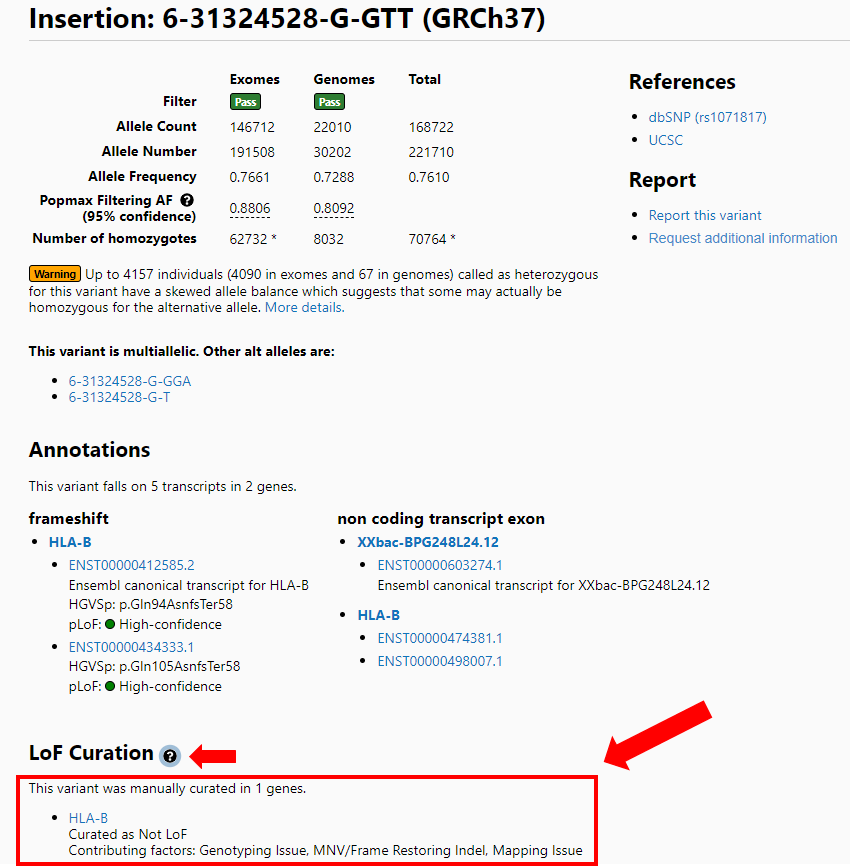 Insertion: 6-31324528-G-GTT (GRCh37)
Exomes Genomes Total
Filter Pass Pass
Allele Count 146712 22010 168722
Allele Number 191508 30202 221710
Allele Frequency 0.7661 0.7288 0.7610
Popmax Filtering AF ?
(95% confidence) 0.8806 0.8092
Number of homozygotes 62732 * 8032 70764 *
References
dbSNP (rs1071817)
UCSC
Report
Report this variant
Request additional information
Warning Up to 4157 individuals (4090 in exomes and 67 in genomes) called as heterozygous
for this variant have a skewed allele balance which suggests that some may actually be
homozygous for the alternative allele. More details.
This variant is multiallelic. Other alt alleles are:
6-31324528-G-GGA
6-31324528-G-T
Annotations
This variant falls on 5 transcripts in 2 genes.
frameshift
HLA-B
ENST00000412585.2
Ensembl canonical transcript for HLA-B
HGVSp: p.Gln94AsnfsTer58
pLoF: High-confidence
ENST00000434333.1
HGVSp: p.Gln105AsnfsTer58
pLoF: High-confidence
non coding transcript exon
XXbac-BPG248L24.12
ENST00000603274.1
Ensembl canonical transcript for XXbac-BPG248L24.12
HLA-B
ENST00000474381.1
ENST00000498007.1
LoF Curation ?
This variant was manually curated in 1 genes.
HLA-B
Curated as Not LoF
Contributing factors: Genotyping Issue, MNV/Frame Restoring Indel, Mapping Issue